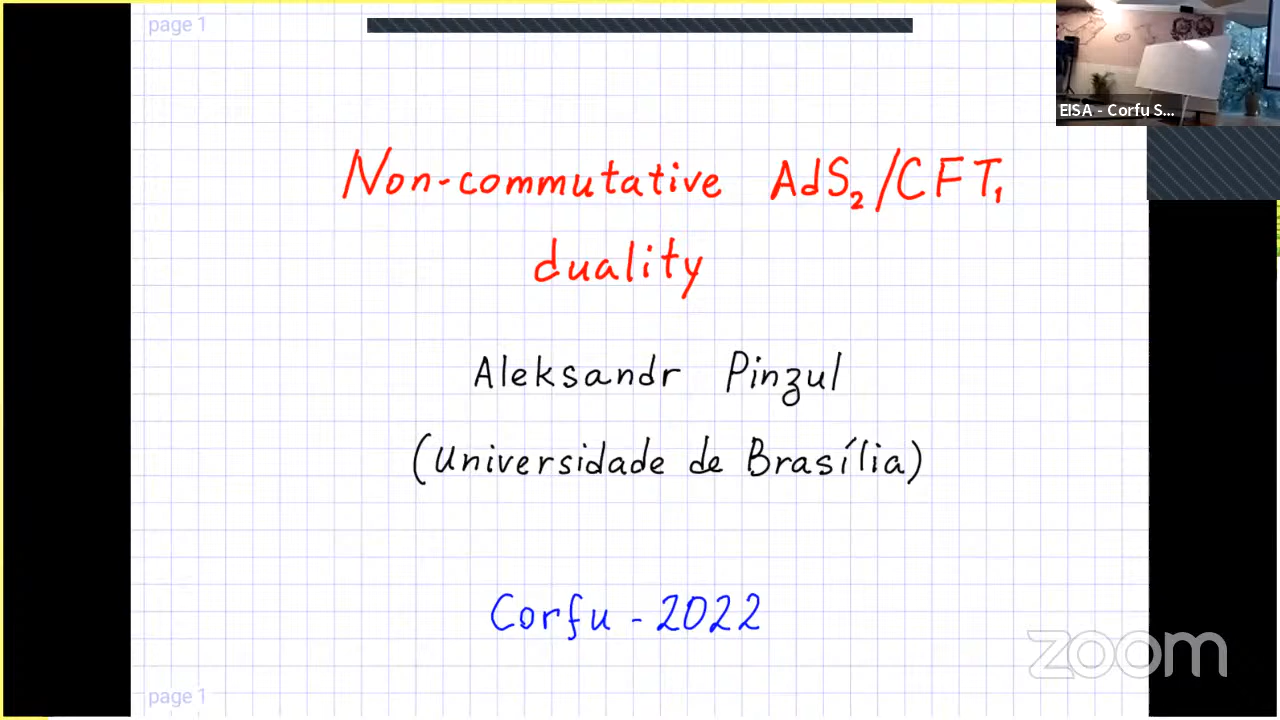 page 1
EISA - Corfu S...
Non-commutative AdS₂/CFT₁
duality
Aleksandr Pinzul
(Universidade de Brasília)
Corfu - 2022
zoom
page 1